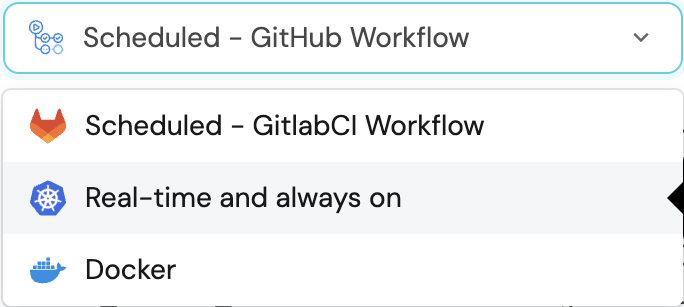 Scheduled - GitHub Workflow
Scheduled - GitlabCI Workflow
Real-time and always on
Docker